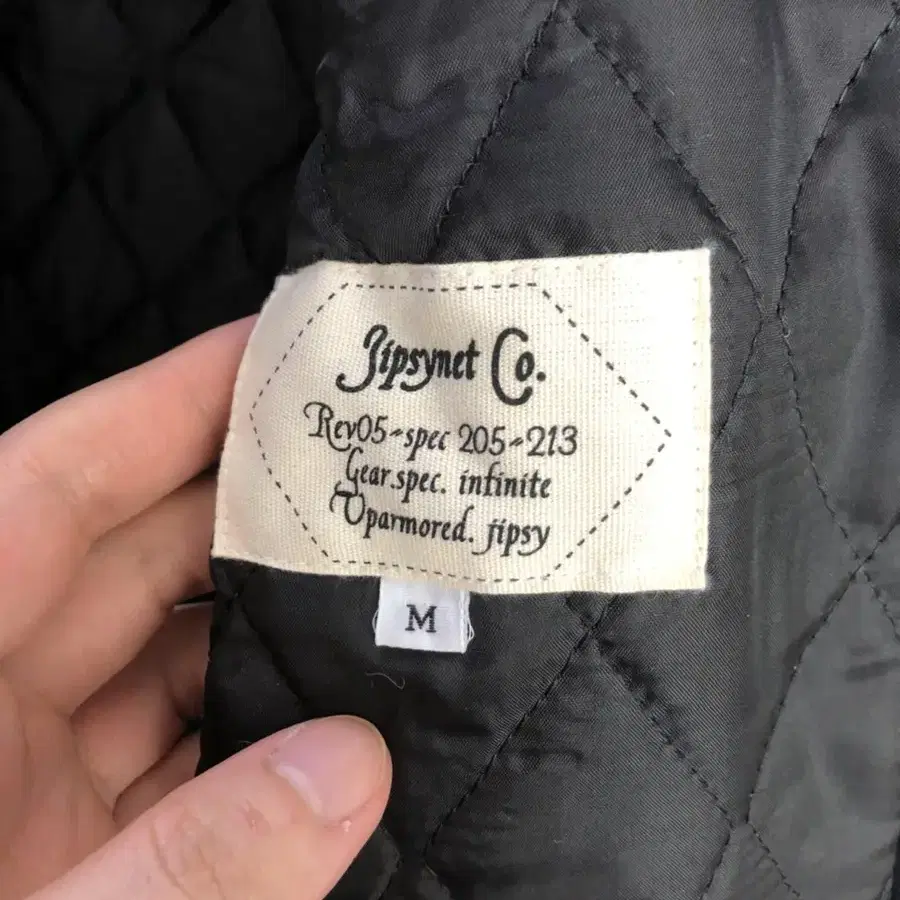 Jipsynet Co.
Rev05-spec 205-213
Gear.spec. infinite
Uparmored. jipsy
M